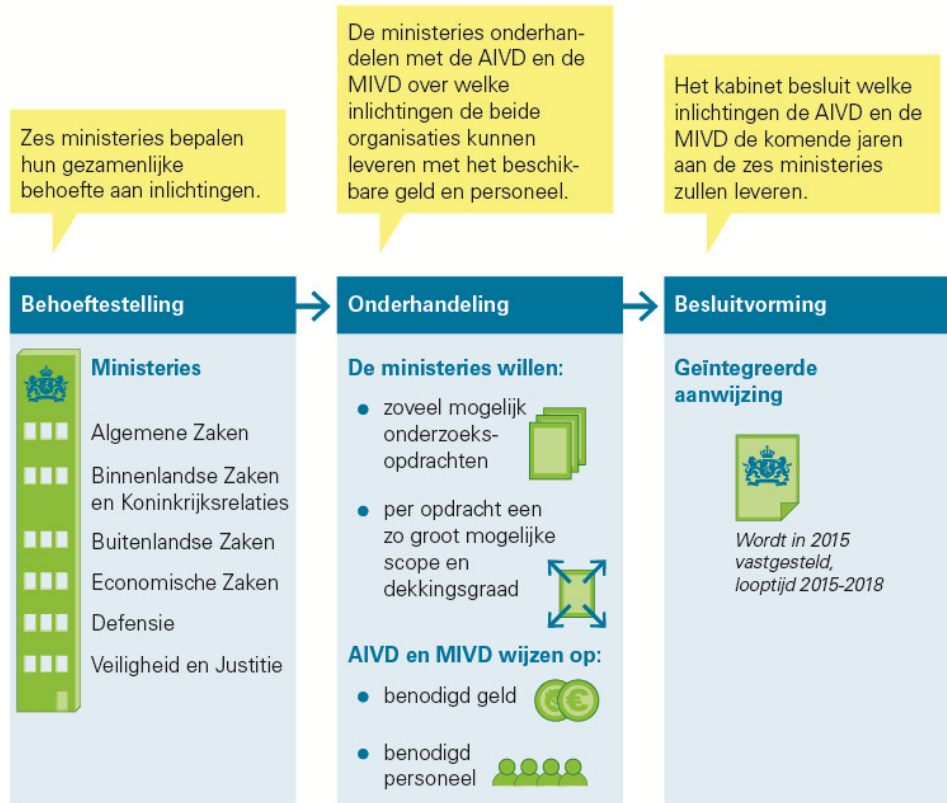 Zes ministeries bepalen
hun gezamenlijke
behoefte aan inlichtingen.
De ministeries onderhan-
delen met de AIVD en de
MIVD over welke
inlichtingen de beide
organisaties kunnen
leveren met het beschik-
bare geld en personeel.
Het kabinet besluit welke
inlichtingen de AIVD en de
MIVD de komende jaren
aan de zes ministeries
zullen leveren.
Behoeftestelling
Ministeries
Algemene Zaken
Binnenlandse Zaken
en Koninkrijksrelaties
Buitenlandse Zaken
Economische Zaken
Defensie
Veiligheid en Justitie
Onderhandeling
De ministeries willen:
• zoveel mogelijk
onderzoeks-
opdrachten
• per opdracht een
zo groot mogelijke
scope en
dekkingsgraad
AIVD en MIVD wijzen op:
• benodigd geld
• benodigd
personeel
Besluitvorming
Geïntegreerde
aanwijzing
Wordt in 2015
vastgesteld,
looptijd 2015-2018